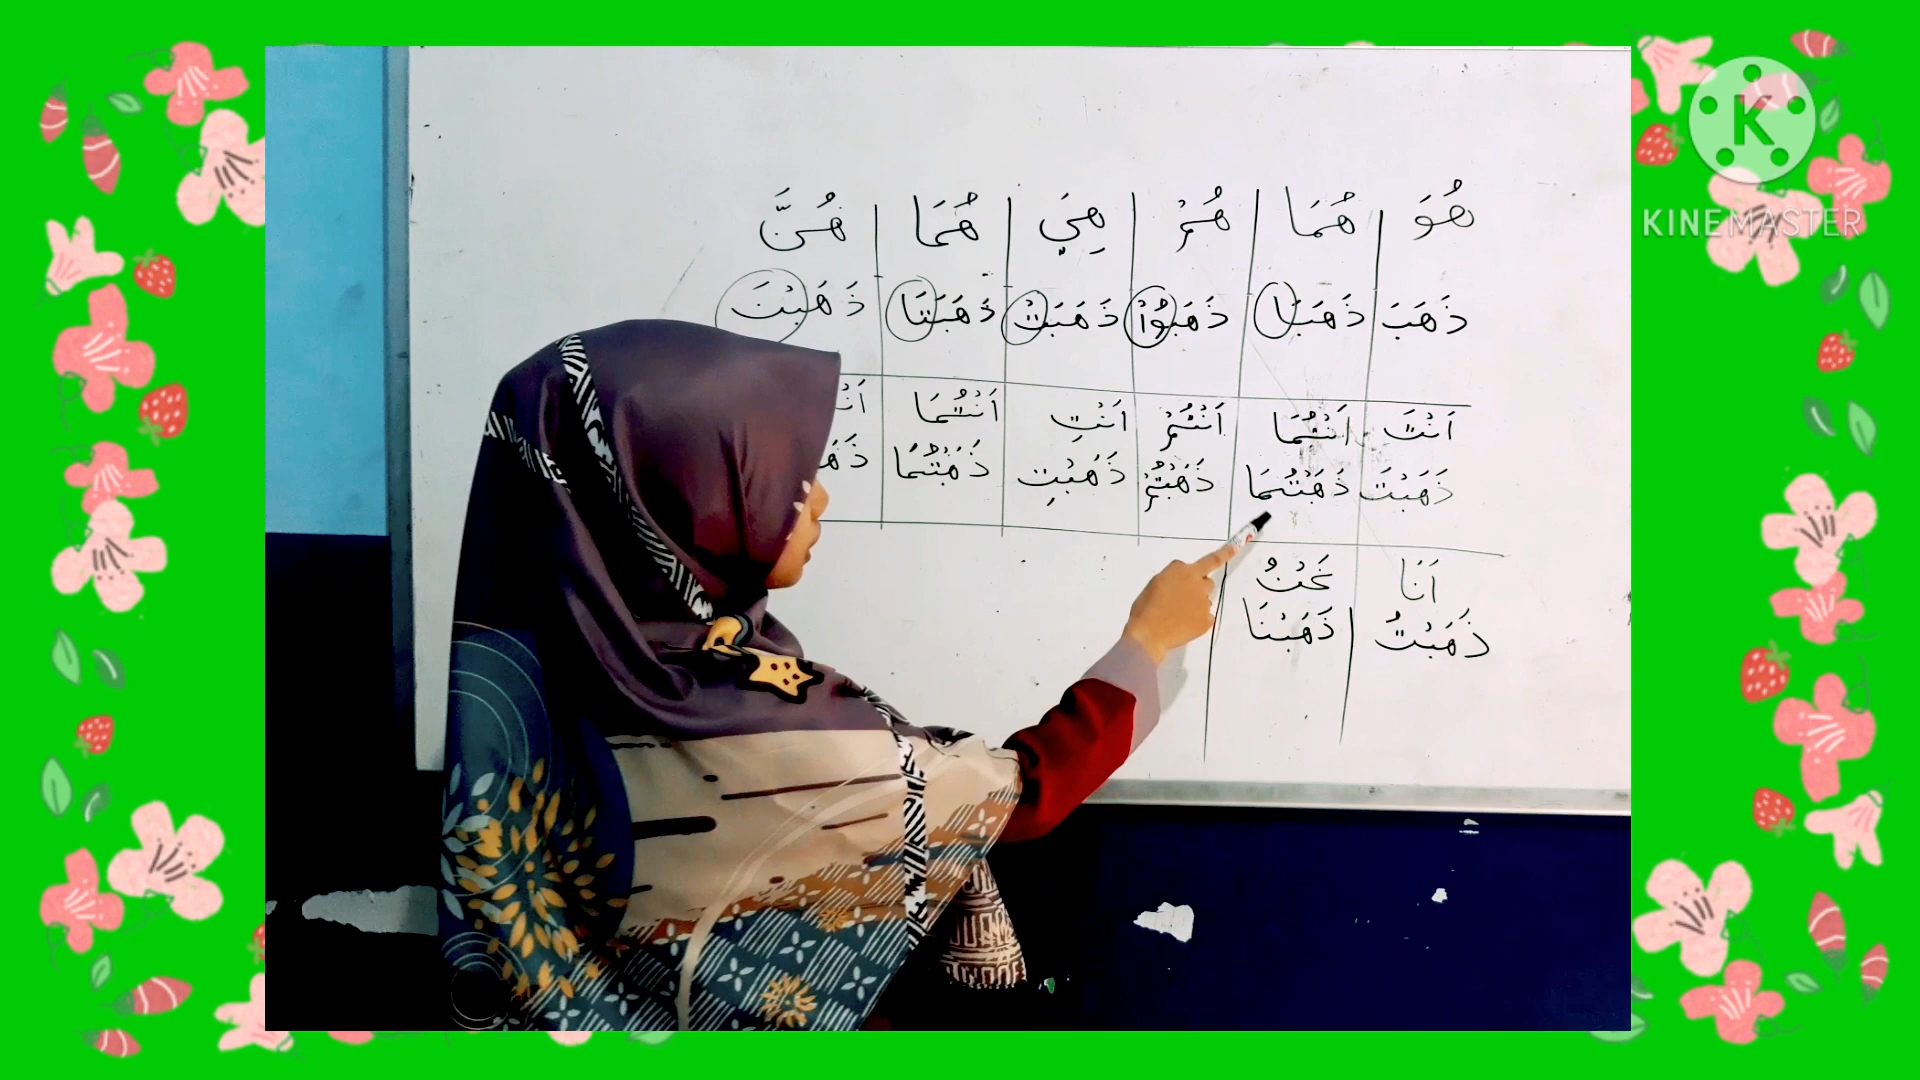 هُوَ هُمَا هُمْ هِيَ هُمَا هُنَّ
ذَهَبَ ذَهَبَا ذَهَبُوْا ذَهَبَتْ ذَهَبَتَا ذَهَبْنَ
اَنْتَ اَنْتُمَا اَنْتُمْ اَنْتِ اَنْتُمَا
ذَهَبْتَ ذَهَبْتُمَا ذَهَبْتُمْ ذَهَبْتِ ذَهَبْتُمَا
اَنَا نَحْنُ
ذَهَبْتُ ذَهَبْنَا
KINEMASTER